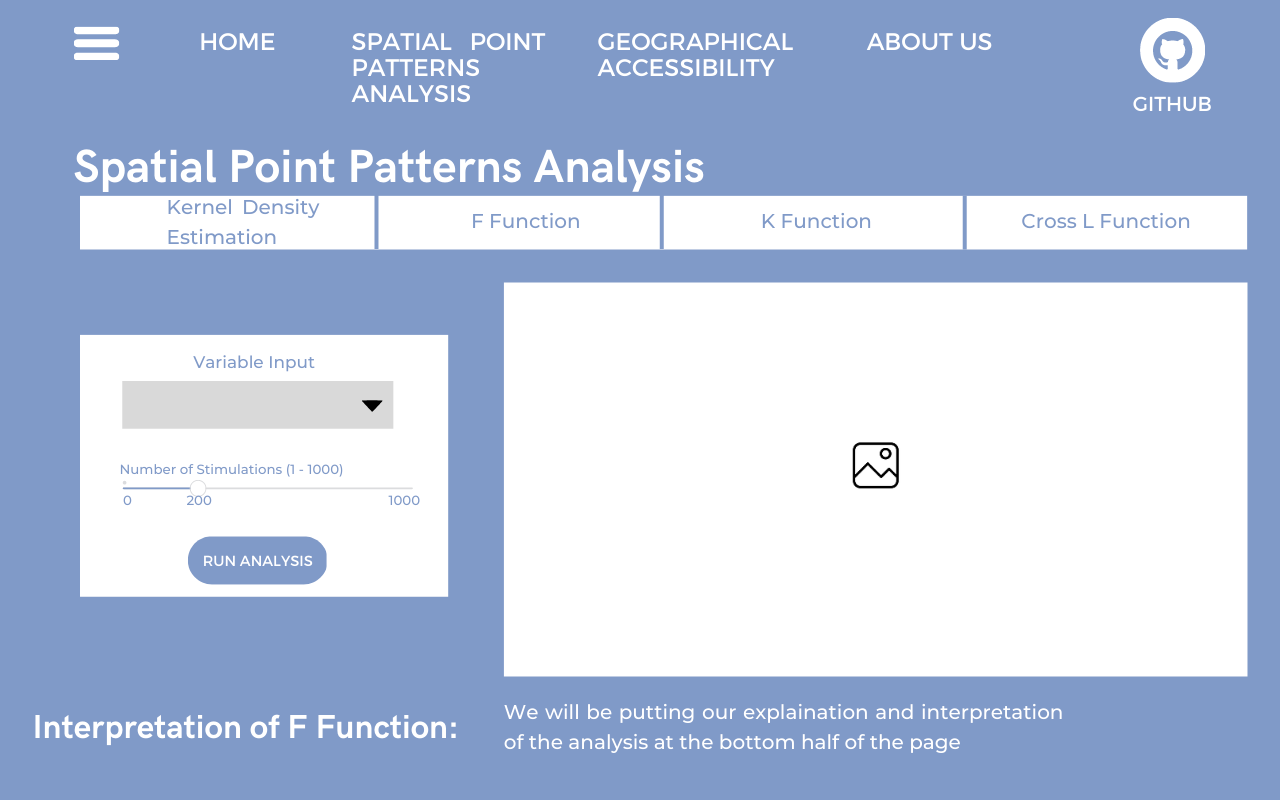 HOME
SPATIAL POINT
PATTERNS
ANALYSIS
GEOGRAPHICAL
ACCESSIBILITY
ABOUT US
GITHUB
Spatial Point Patterns Analysis
Kernel Density
Estimation
F Function
K Function
Cross L Function
Variable Input
Number of Stimulations (1 - 1000)
0
200
1000
RUN ANALYSIS
Interpretation of F Function:
We will be putting our explaination and interpretation
of the analysis at the bottom half of the page